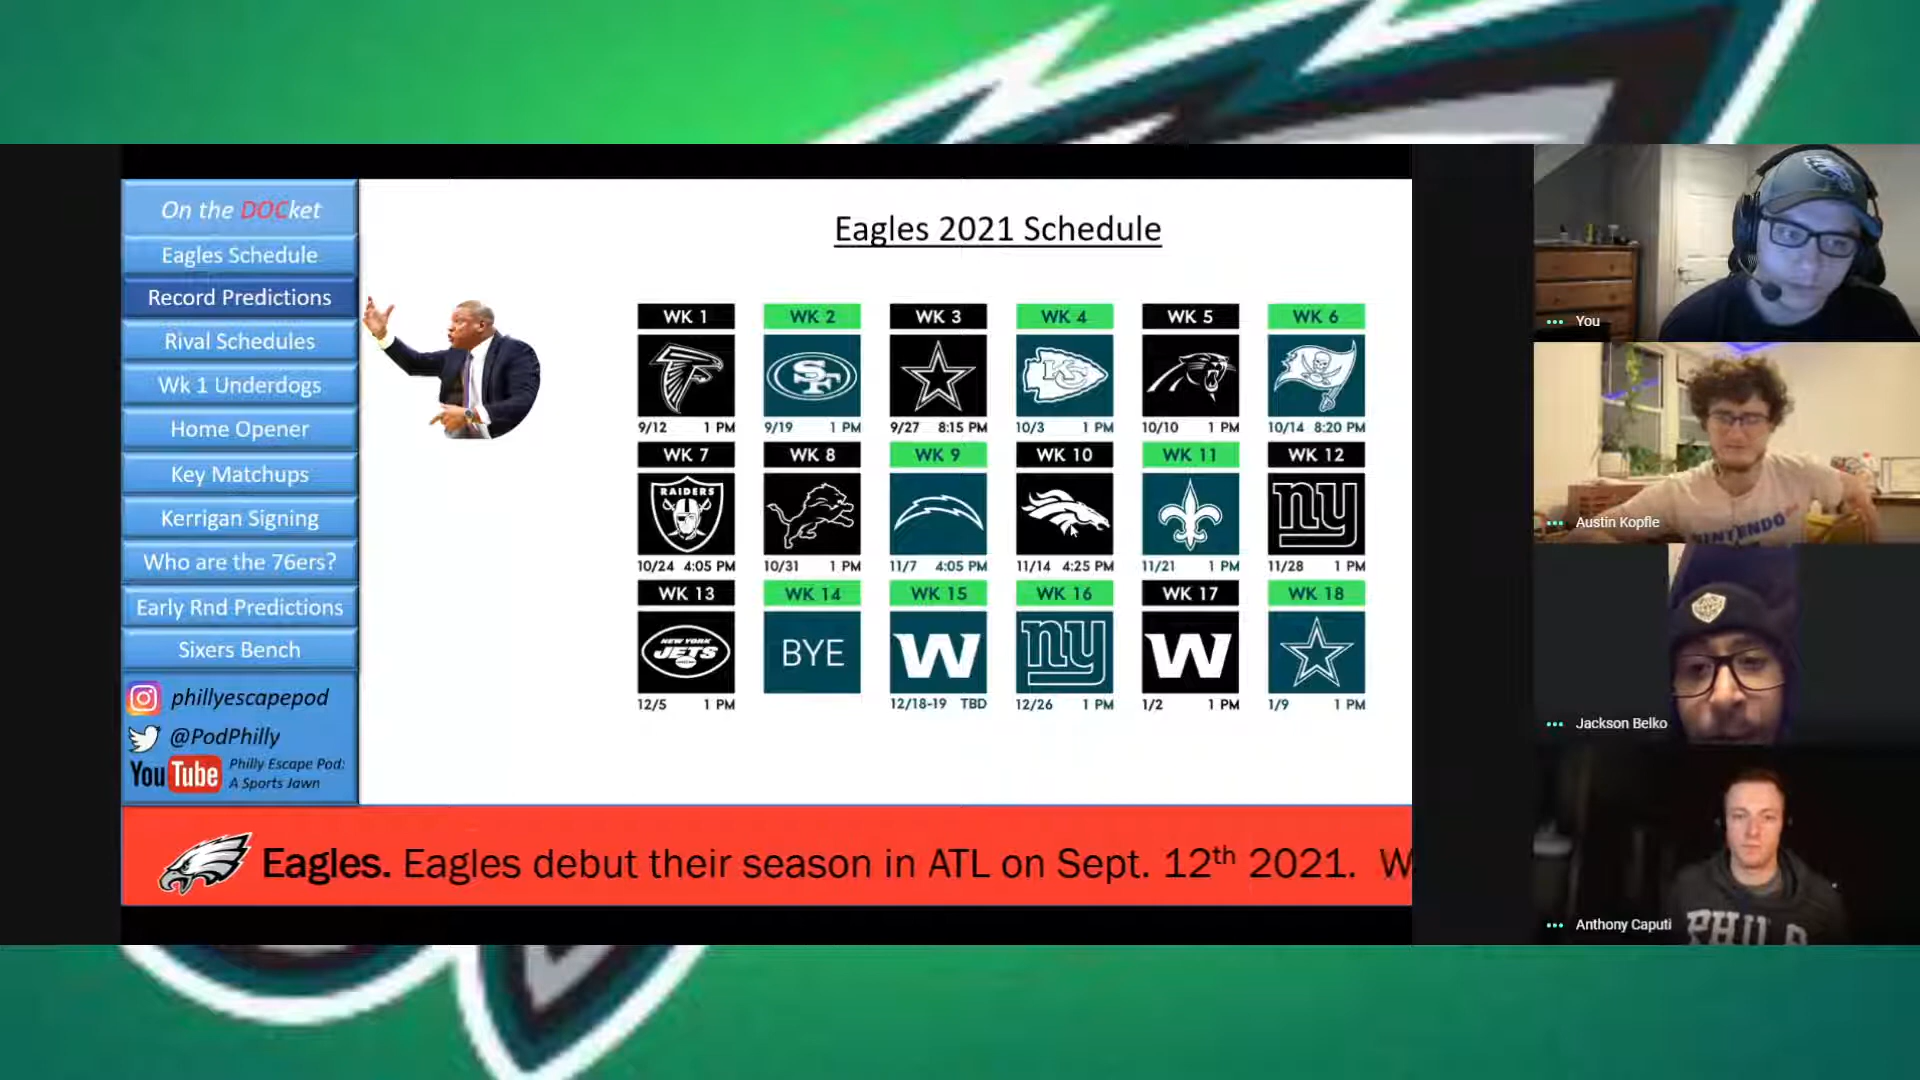 On the DOCket
Eagles Schedule
Record Predictions
Rival Schedules
Wk 1 Underdogs
Home Opener
Key Matchups
Kerrigan Signing
Who are the 76ers?
Early Rnd Predictions
Sixers Bench
phillyescapepod
@PodPhilly
YouTube Philly Escape Pod:
A Sports Jawn
Eagles 2021 Schedule
WK 1 WK 2 WK 3 WK 4 WK 5 WK 6
SF KC
9/12 1 PM 9/19 1 PM 9/27 8:15 PM 10/3 1 PM 10/10 1 PM 10/14 8:20 PM
WK 7 WK 8 WK 9 WK 10 WK 11 WK 12
RAIDERS ny
10/24 4:05 PM 10/31 1 PM 11/7 4:05 PM 11/14 4:25 PM 11/21 1 PM 11/28 1 PM
WK 13 WK 14 WK 15 WK 16 WK 17 WK 18
NEW YORK JETS BYE W ny W
12/5 1 PM 12/18-19 TBD 12/26 1 PM 1/2 1 PM 1/9 1 PM
Eagles. Eagles debut their season in ATL on Sept. 12th 2021. W
You
Austin Kopfle
NINTENDO
Jackson Belko
Anthony Caputi
PHILA